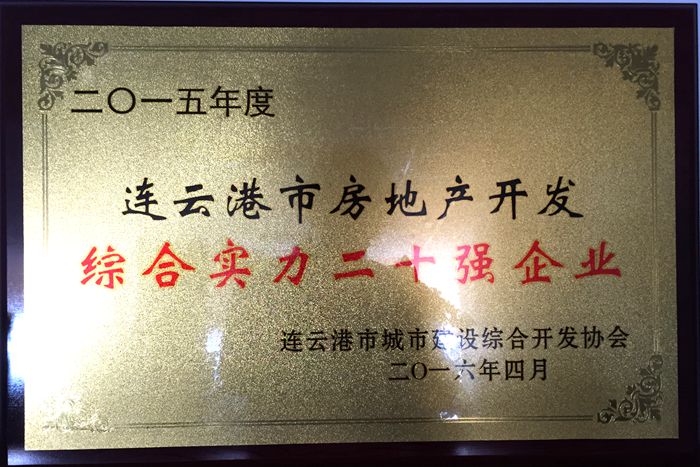 二〇一五年度
连云港市房地产开发
综合实力二十强企业
连云港市城市建设综合开发协会
二〇一六年四月